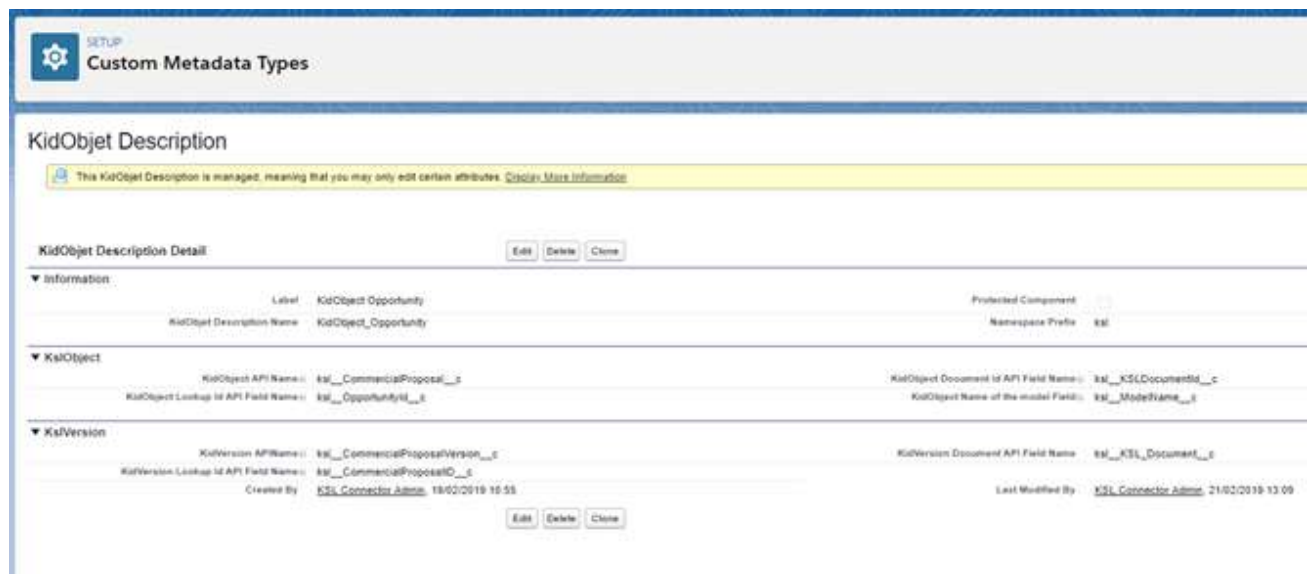 SETUP
Custom Metadata Types
KidObjet Description
This KidObjet Description is managed, meaning that you may only edit certain attributes. Display More Information
KidObjet Description Detail
Edit Delete Clone
Information
Label KidObject Opportunity Protected Component
KidObjet Description Name KidObject_Opportunity Namespace Prefix ksl
KslObject
KidObject API Name ksl__CommercialProposal__c KidObject Document Id API Field Name ksl__KSLDocumentId__c
KidObject Lookup Id API Field Name ksl__OpportunityId__c KidObject Name of the model Field ksl__ModelName__c
KslVersion
KidVersion APIName ksl__CommercialProposalVersion__c KidVersion Document API Field Name ksl__KSL_Document__c
KidVersion Lookup Id API Field Name ksl__CommercialProposalID__c
Created By KSL Connector Admin, 18/02/2019 10:55 Last Modified By KSL Connector Admin, 21/02/2019 13:09
Edit Delete Clone